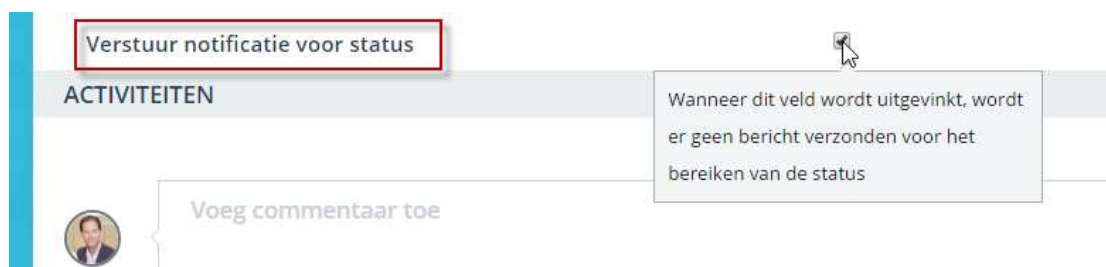 Verstuur notificatie voor status
ACTIVITEITEN
Wanneer dit veld wordt uitgevinkt, wordt
er geen bericht verzonden voor het
bereiken van de status
Voeg commentaar toe